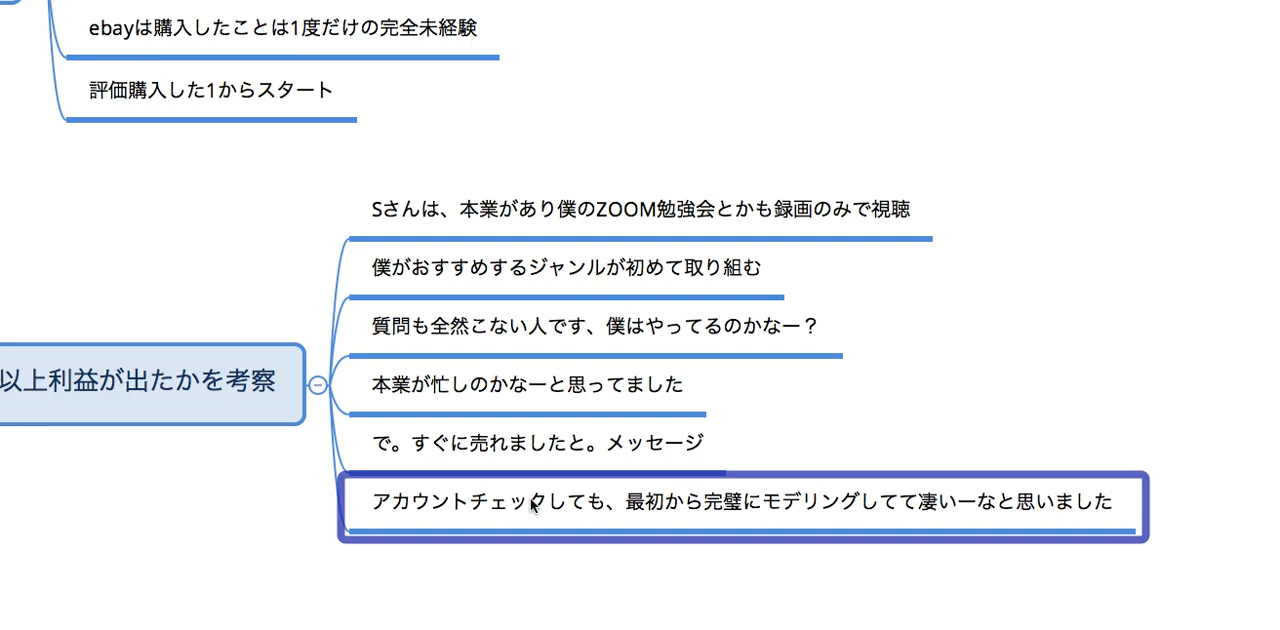 ebayは購入したことは1度だけの完全未経験
評価購入した1からスタート
Sさんは、本業があり僕のZOOM勉強会とかも録画のみで視聴
僕がおすすめするジャンルが初めて取り組む
質問も全然こない人です、僕はやってるのかなー？
以上利益が出たかを考察
本業が忙しのかなーと思ってました
で。すぐに売れましたと。メッセージ
アカウントチェックしても、最初から完璧にモデリングしてて凄いーなと思いました